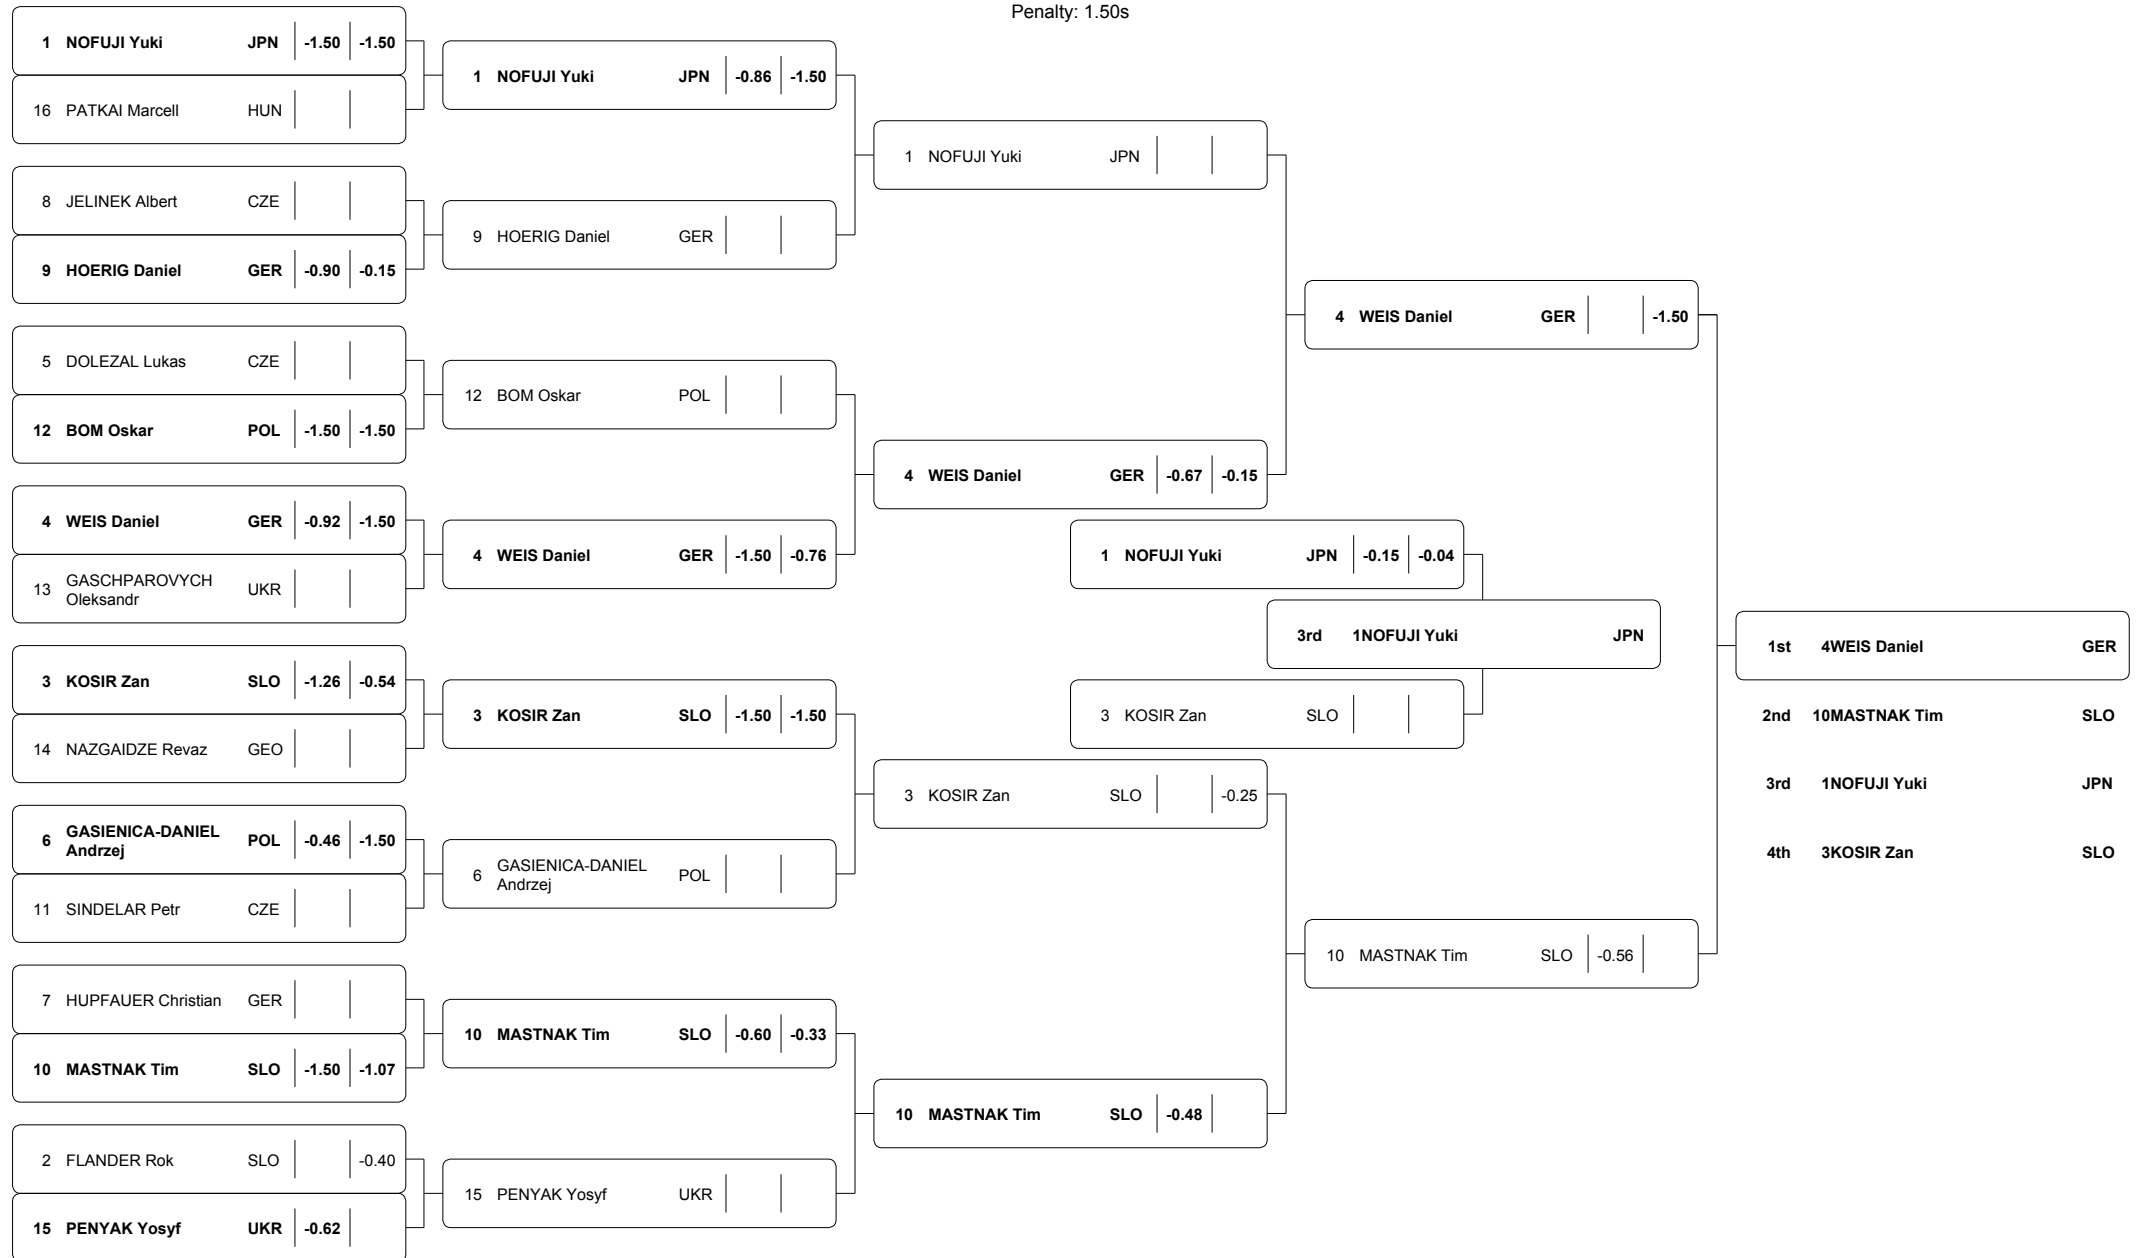 Penalty: 1.50s
1 NOFUJI Yuki JPN -1.50 -1.50
16 PATKAI Marcell HUN
8 JELINEK Albert CZE
9 HOERIG Daniel GER -0.90 -0.15
5 DOLEZAL Lukas CZE
12 BOM Oskar POL -1.50 -1.50
4 WEIS Daniel GER -0.92 -1.50
13 GASCHPAROVYCH
Oleksandr UKR
3 KOSIR Zan SLO -1.26 -0.54
14 NAZGAIDZE Revaz GEO
6 GASIENICA-DANIEL
Andrzej POL -0.46 -1.50
11 SINDELAR Petr CZE
7 HUPFAUER Christian GER
10 MASTNAK Tim SLO -1.50 -1.07
2 FLANDER Rok SLO -0.40
15 PENYAK Yosyf UKR -0.62
1 NOFUJI Yuki JPN -0.86 -1.50
9 HOERIG Daniel GER
12 BOM Oskar POL
4 WEIS Daniel GER -1.50 -0.76
3 KOSIR Zan SLO -1.50 -1.50
6 GASIENICA-DANIEL
Andrzej POL
10 MASTNAK Tim SLO -0.60 -0.33
15 PENYAK Yosyf UKR
1 NOFUJI Yuki JPN
4 WEIS Daniel GER -0.67 -0.15
3 KOSIR Zan SLO -0.25
10 MASTNAK Tim SLO -0.48
1 NOFUJI Yuki JPN -0.15 -0.04
3rd 1NOFUJI Yuki JPN
3 KOSIR Zan SLO
4 WEIS Daniel GER -1.50
10 MASTNAK Tim SLO -0.56
1st 4WEIS Daniel GER
2nd 10MASTNAK Tim SLO
3rd 1NOFUJI Yuki JPN
4th 3KOSIR Zan SLO